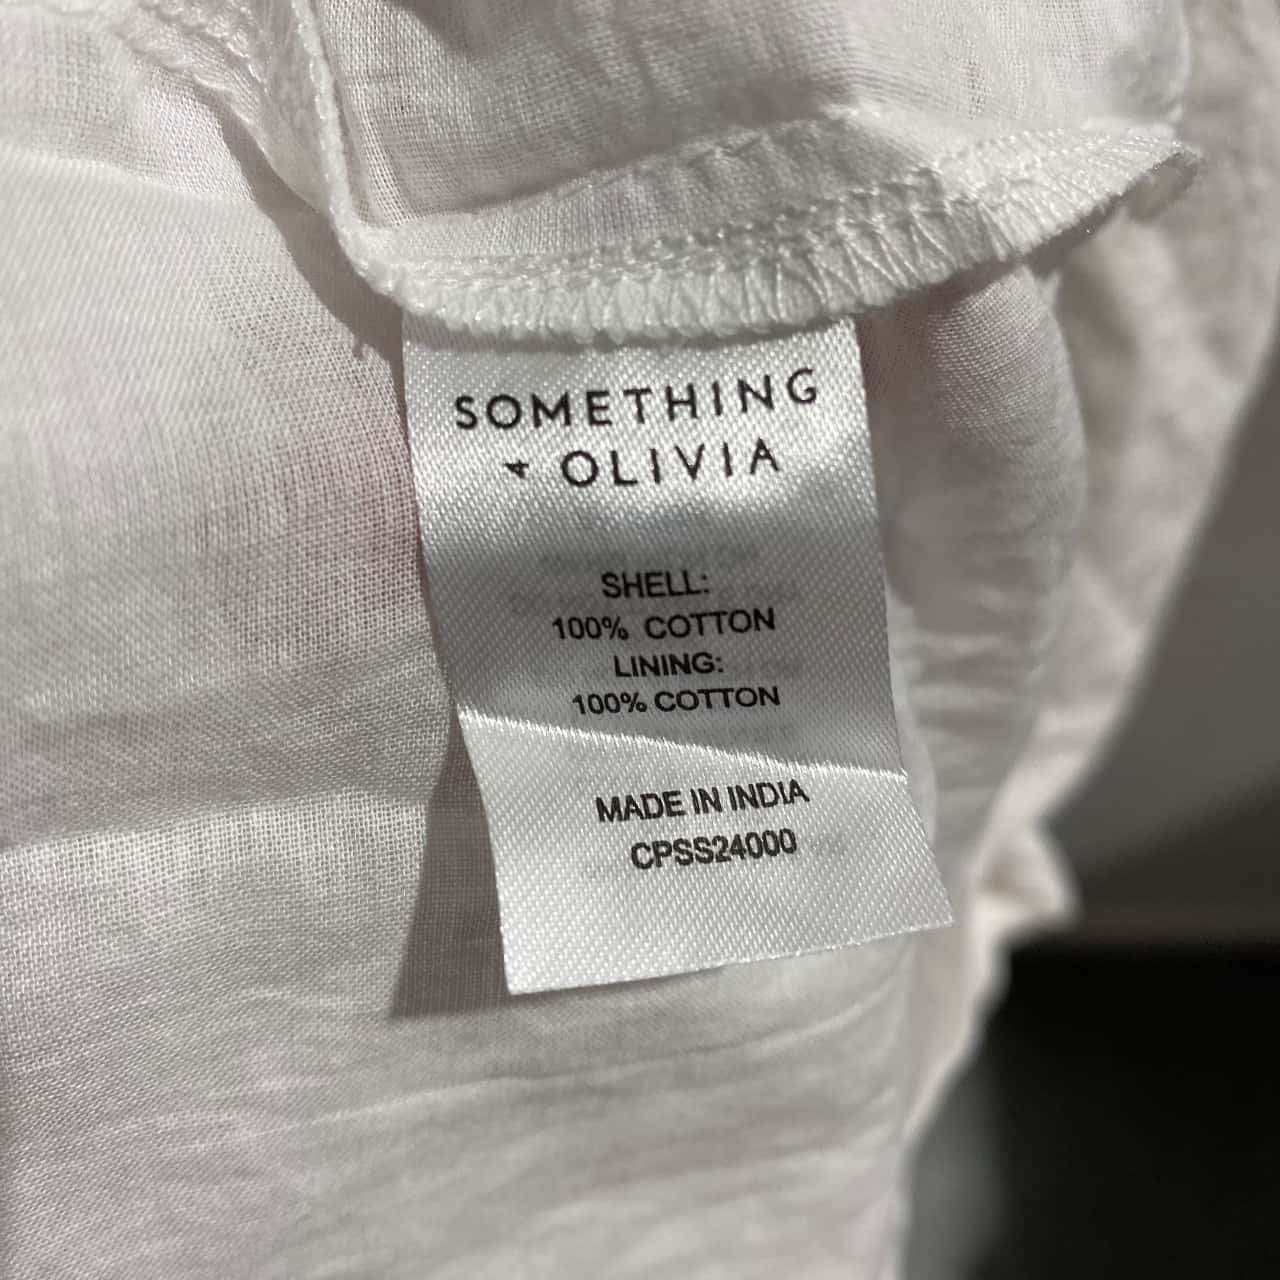 SOMETHING
+ OLIVIA
SHELL:
100% COTTON
LINING:
100% COTTON
MADE IN INDIA
CPSS24000